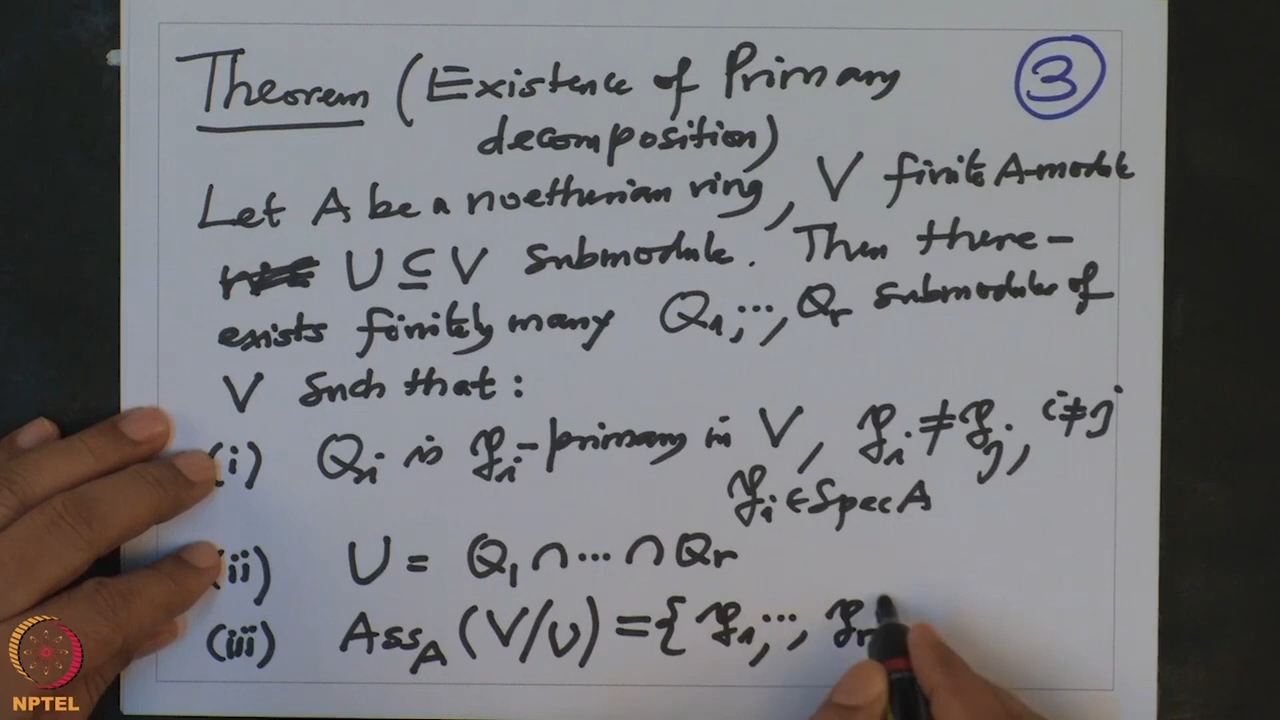 Theorem (Existence of Primary
③
decomposition)
Let A be a noetherian ring, V finite A-module
U ⊆ V submodule. Then there-
exists finitely many Q₁, ..., Qᵣ submodules of
V such that:
(i) Qᵢ is 𝔭ᵢ-primary in V, 𝔭ᵢ ≠ 𝔭ⱼ, i≠j
𝔭ᵢ ∈ Spec A
(ii) U = Q₁ ∩ ... ∩ Qᵣ
(iii) Ass_A (V/U) = { 𝔭₁, ..., 𝔭ᵣ
NPTEL